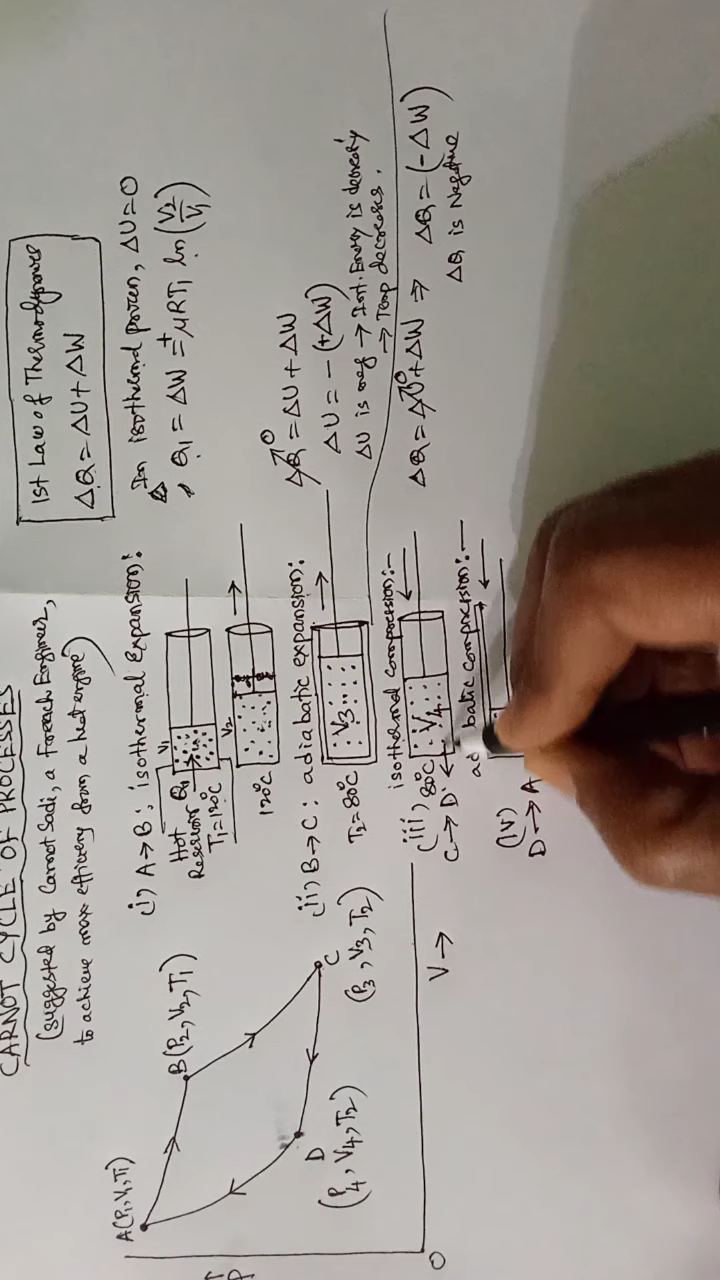 CARNOT CYCLE OF PROCESSES
(suggested by Carnot Sadi, a French Engineer,
to achieve max efficiency from a heat engine)
1st Law of Thermodynamics
ΔQ = ΔU + ΔW
(i) A → B : isothermal Expansion:
V1
Hot
Reservoir Q1
T1=120°C
V2
120°C
In isothermal process, ΔU=0
Q1 = ΔW = + μRT1 ln (V2/V1)
(ii) B → C : adiabatic expansion:
V3
T2=80°C
ΔQ = ΔU + ΔW
0
ΔU = - (+ΔW)
ΔU is neg → Int. Energy is
→ Temp decreases.
isothermal compression:-
(iii) 80°C
V4
C → D
ΔQ = ΔU + ΔW ⇒ ΔQ = (-ΔW)
0
ΔQ is Negative
batic compression:-
(iv)
D → A
A(P1, V1, T1)
B(P2, V2, T1)
C
(P3, V3, T2)
D
(P4, V4, T2)
P
O
V →